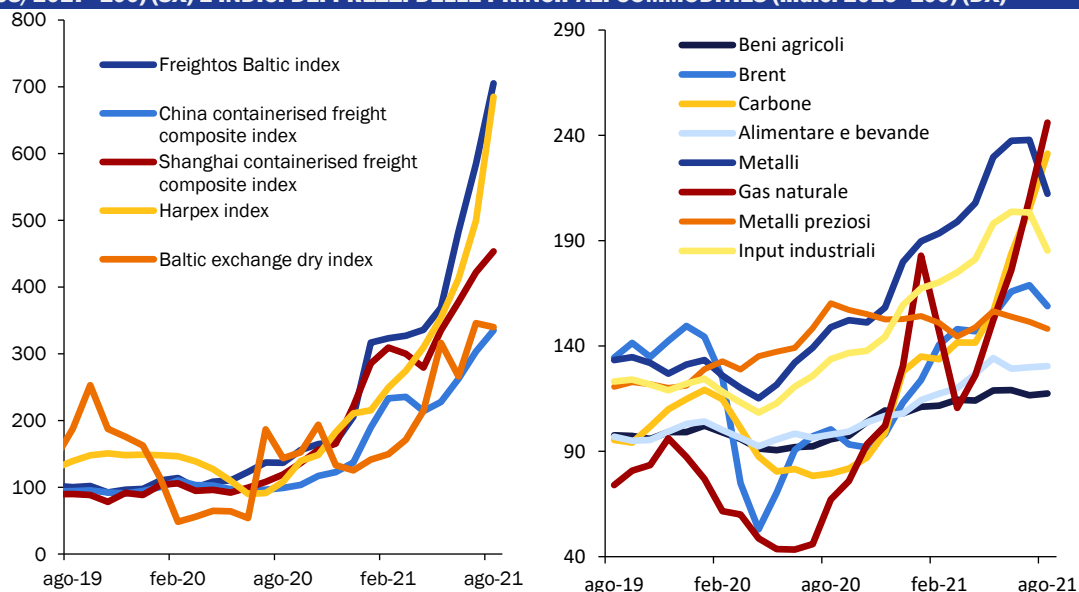 800
700
600
500
400
300
200
100
0
Freightos Baltic index
China containerised freight
composite index
Shanghai containerised freight
composite index
Harpex index
Baltic exchange dry index
ago-19
feb-20
ago-20
feb-21
ago-21
290
240
190
140
90
40
Beni agricoli
Brent
Carbone
Alimentare e bevande
Metalli
Gas naturale
Metalli preziosi
Input industriali
ago-19
feb-20
ago-20
feb-21
ago-21